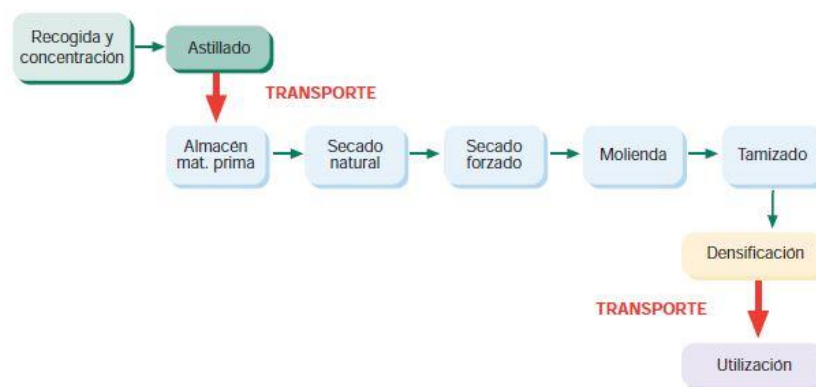 Recogida y
concentración
Astillado
TRANSPORTE
Almacén
mat. prima
Secado
natural
Secado
forzado
Molienda
Tamizado
Densificación
TRANSPORTE
Utilización